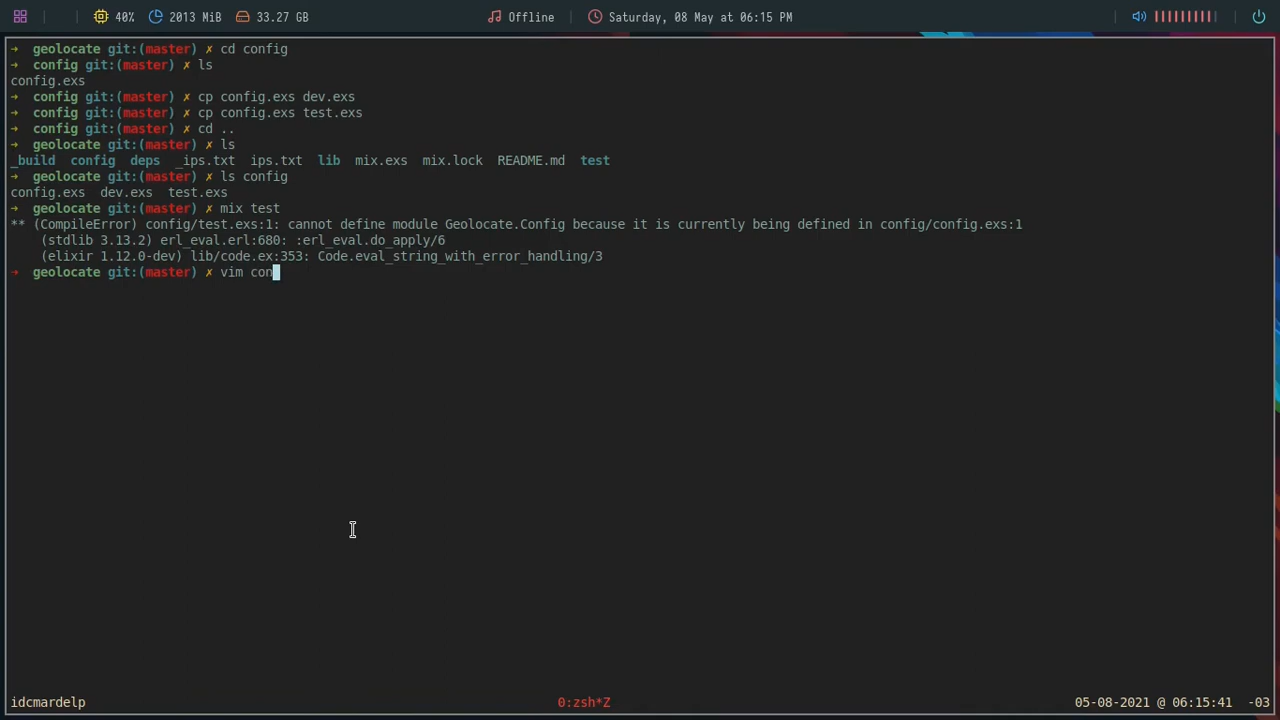 40% 2013 MiB 33.27 GB Offline Saturday, 08 May at 06:15 PM
→ geolocate git:(master) ✗ cd config
→ config git:(master) ✗ ls
config.exs
→ config git:(master) ✗ cp config.exs dev.exs
→ config git:(master) ✗ cp config.exs test.exs
→ config git:(master) ✗ cd ..
→ geolocate git:(master) ✗ ls
_build config deps _ips.txt ips.txt lib mix.exs mix.lock README.md test
→ geolocate git:(master) ✗ ls config
config.exs dev.exs test.exs
→ geolocate git:(master) ✗ mix test
** (CompileError) config/test.exs:1: cannot define module Geolocate.Config because it is currently being defined in config/config.exs:1
(stdlib 3.13.2) erl_eval.erl:680: :erl_eval.do_apply/6
(elixir 1.12.0-dev) lib/code.ex:353: Code.eval_string_with_error_handling/3
→ geolocate git:(master) ✗ vim con
idcmardelp 0:zsh*Z 05-08-2021 @ 06:15:41 -03